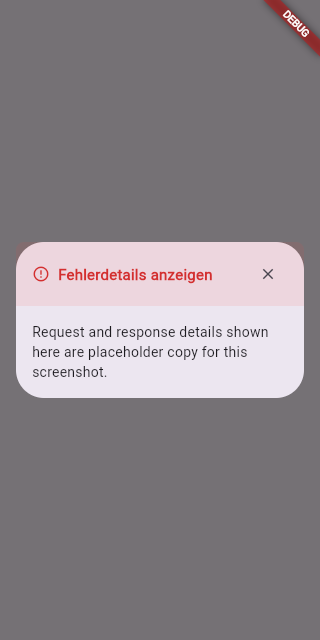 DEBUG
Fehlerdetails anzeigen
Request and response details shown
here are placeholder copy for this
screenshot.